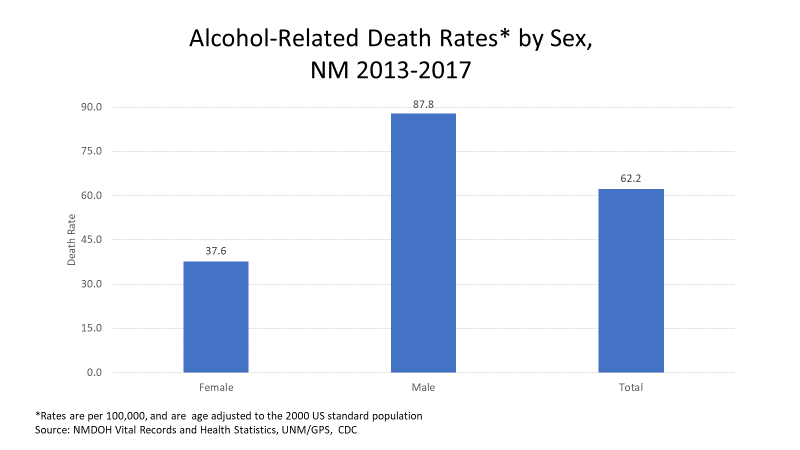 Alcohol-Related Death Rates* by Sex,
NM 2013-2017
90.0
75.0
60.0
45.0
30.0
15.0
0.0
Death Rate
37.6
87.8
62.2
Female
Male
Total
*Rates are per 100,000, and are age adjusted to the 2000 US standard population
Source: NMDOH Vital Records and Health Statistics, UNM/GPS, CDC